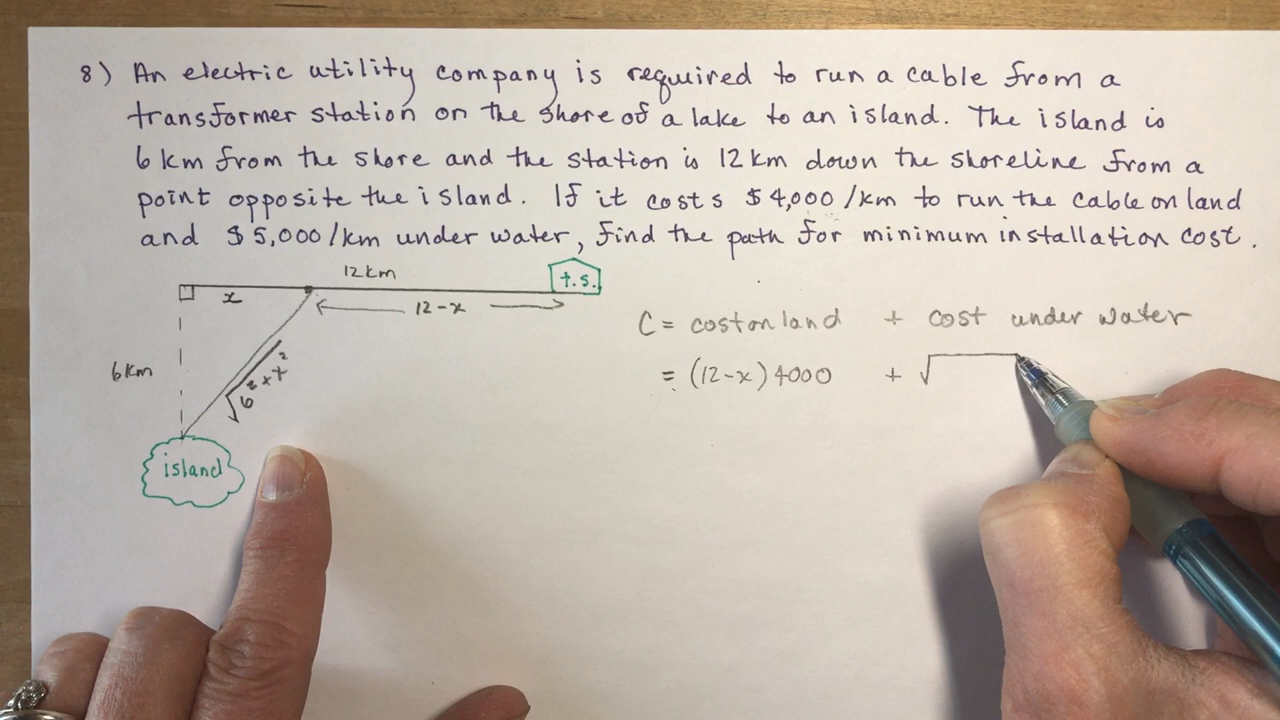 8) An electric utility company is required to run a cable from a
transformer station on the shore of a lake to an island. The island is
6 km from the shore and the station is 12 km down the shoreline from a
point opposite the island. If it costs $4,000/km to run the cable on land
and $5,000/km under water, find the path for minimum installation cost.
12 km
t.s.
x
12-x
6 km
√6²+x²
island
C = cost on land + cost under water
= (12-x)4000 + √